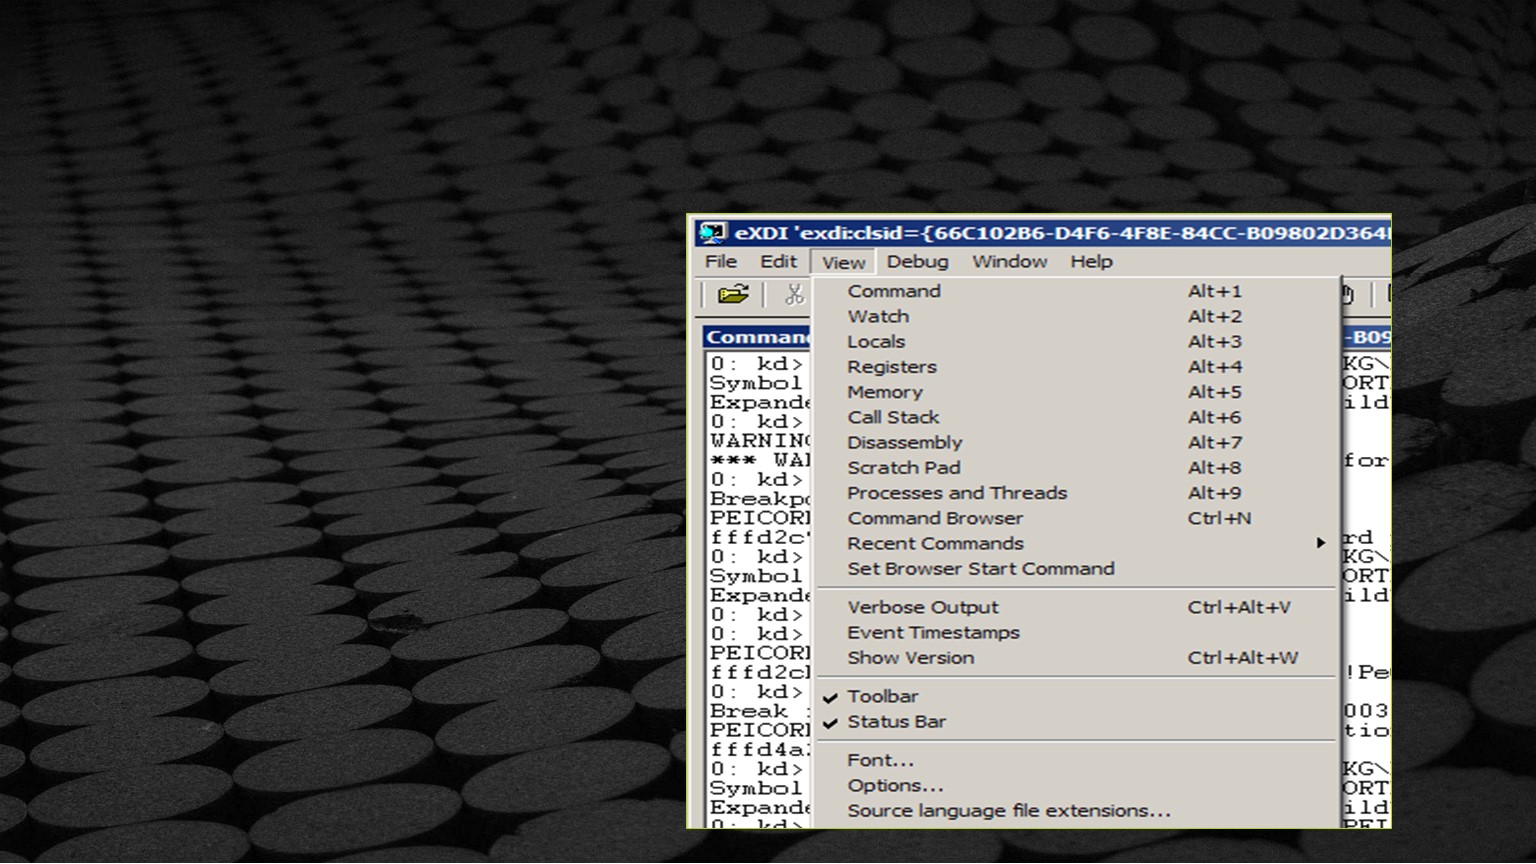 eXDI 'exdi:clsid={66C102B6-D4F6-4F8E-84CC-B09802D364
File Edit View Debug Window Help
Command Alt+1
Watch Alt+2
Locals Alt+3
Registers Alt+4
Memory Alt+5
Call Stack Alt+6
Disassembly Alt+7
Scratch Pad Alt+8
Processes and Threads Alt+9
Command Browser Ctrl+N
Recent Commands
Set Browser Start Command
Verbose Output Ctrl+Alt+V
Event Timestamps
Show Version Ctrl+Alt+W
Toolbar
Status Bar
Font...
Options...
Source language file extensions...
Comman -B09
0: kd> KG\
Symbol ORT
Expande ild
0: kd>
WARNING
*** WA for
0: kd>
Breakpo
PEICOR
fffd2c rd
0: kd> KG\
Symbol ORT
Expande ild
0: kd>
0: kd>
PEICOR
fffd2c !Pe
0: kd>
Break 003
PEICOR tio
fffd4a
0: kd> KG\
Symbol ORT
Expande ild
0: kd> PEI